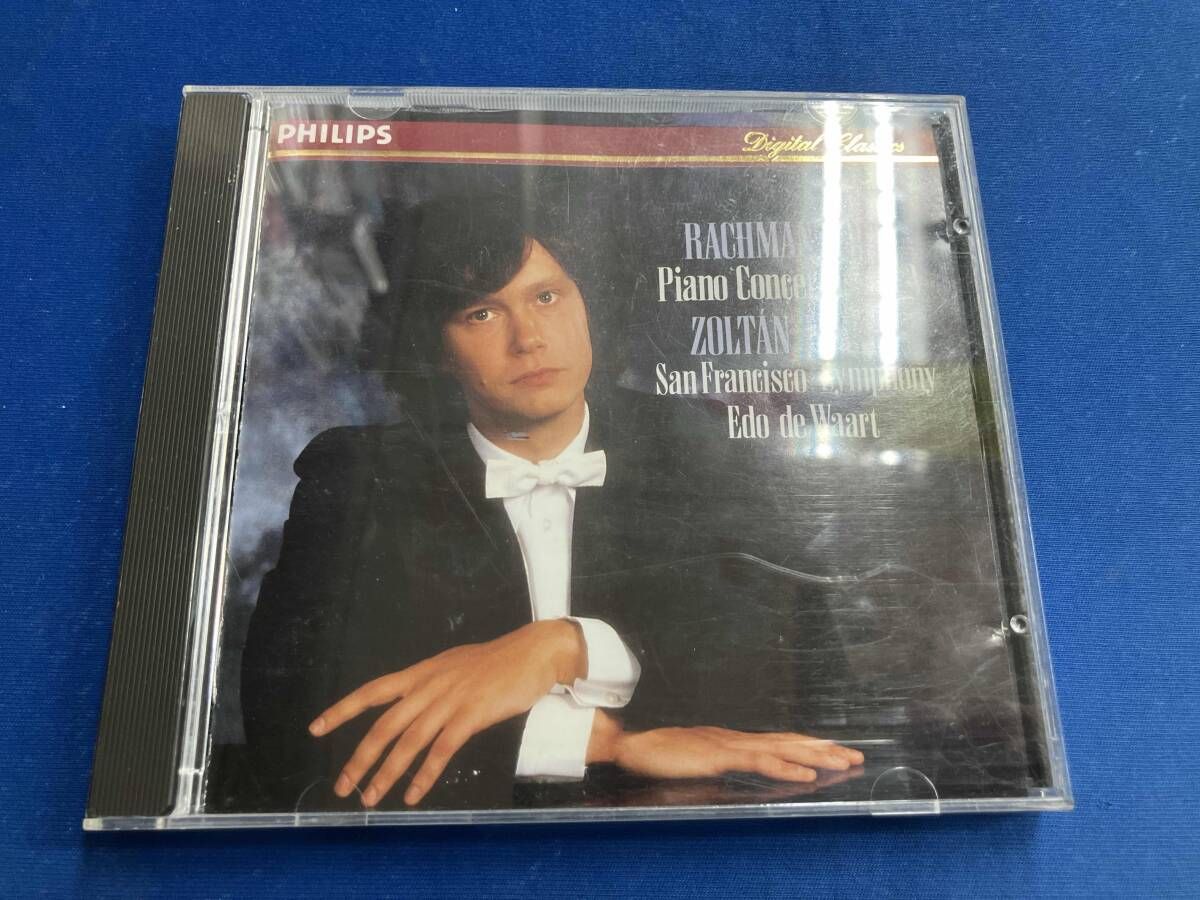 PHILIPS
Digital Classics
RACHMA
Piano Conce
ZOLTÁN
San Francisco Symphony
Edo de Waart